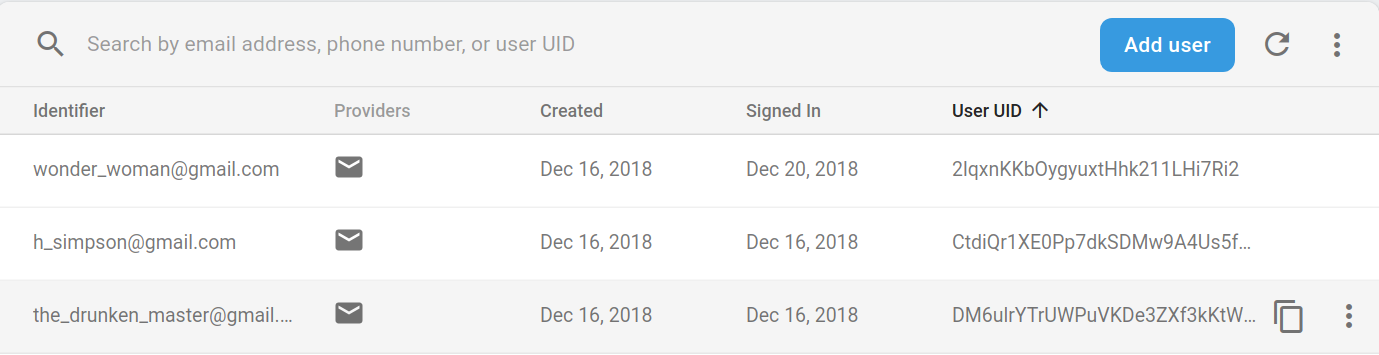 Search by email address, phone number, or user UID Add user
Identifier Providers Created Signed In User UID
wonder_woman@gmail.com Dec 16, 2018 Dec 20, 2018 2IqxnKKbOygyuxtHhk211LHi7Ri2
h_simpson@gmail.com Dec 16, 2018 Dec 16, 2018 CtdiQr1XE0Pp7dkSDMw9A4Us5f...
the_drunken_master@gmail.... Dec 16, 2018 Dec 16, 2018 DM6uIrYTrUWPuVKDe3ZXf3kKtW...